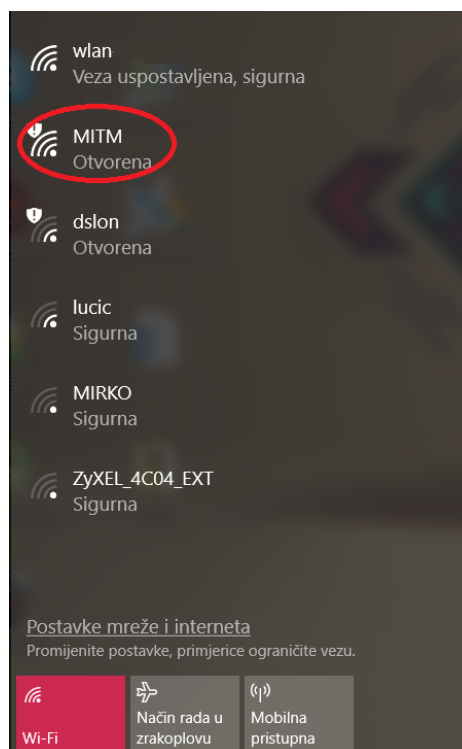 wlan
Veza uspostavljena, sigurna
MITM
Otvorena
dslon
Otvorena
lucic
Sigurna
MIRKO
Sigurna
ZyXEL_4C04_EXT
Sigurna
Postavke mreže i interneta
Promijenite postavke, primjerice ograničite vezu.
Wi-Fi
Način rada u
zrakoplovu
Mobilna
pristupna